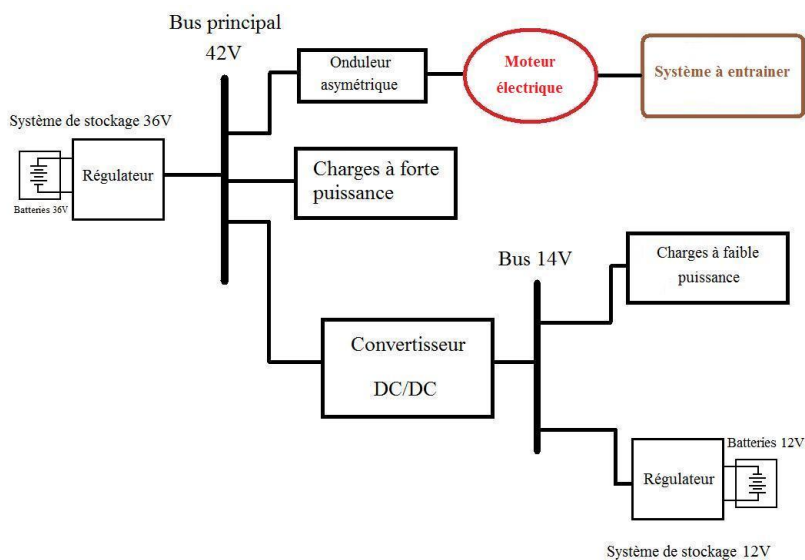 Bus principal
42V
Onduleur
asymétrique
Moteur
électrique
Système à entrainer
Système de stockage 36V
Régulateur
Batteries 36V
Charges à forte
puissance
Bus 14V
Charges à faible
puissance
Convertisseur
DC/DC
Batteries 12V
Régulateur
Système de stockage 12V